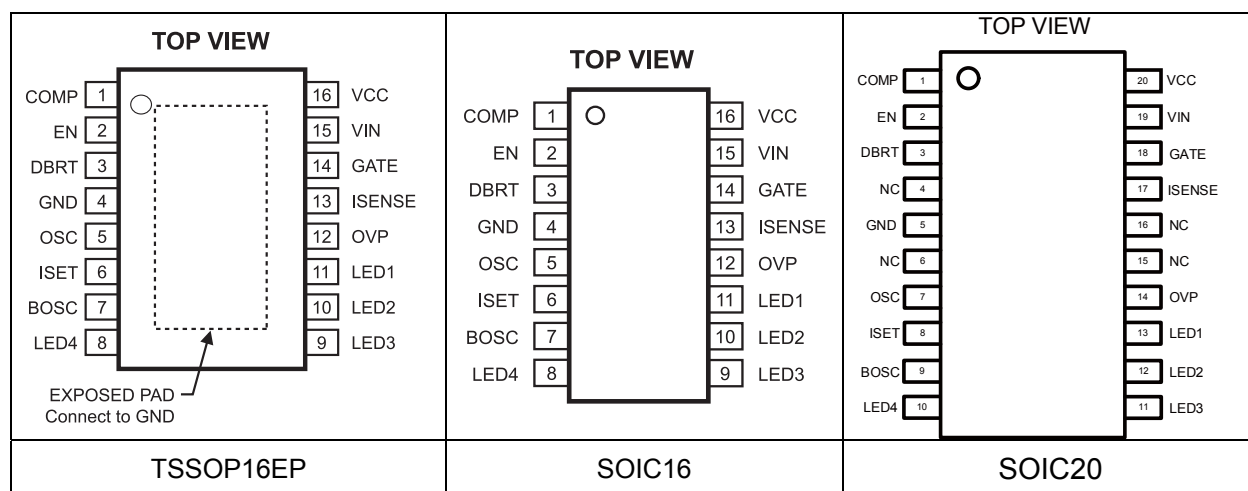 TOP VIEW
COMP 1 16 VCC
EN 2 15 VIN
DBRT 3 14 GATE
GND 4 13 ISENSE
OSC 5 12 OVP
ISET 6 11 LED1
BOSC 7 10 LED2
LED4 8 9 LED3
EXPOSED PAD
Connect to GND
TSSOP16EP
TOP VIEW
COMP 1 16 VCC
EN 2 15 VIN
DBRT 3 14 GATE
GND 4 13 ISENSE
OSC 5 12 OVP
ISET 6 11 LED1
BOSC 7 10 LED2
LED4 8 9 LED3
SOIC16
TOP VIEW
COMP 1 20 VCC
EN 2 19 VIN
DBRT 3 18 GATE
NC 4 17 ISENSE
GND 5 16 NC
NC 6 15 NC
OSC 7 14 OVP
ISET 8 13 LED1
BOSC 9 12 LED2
LED4 10 11 LED3
SOIC20